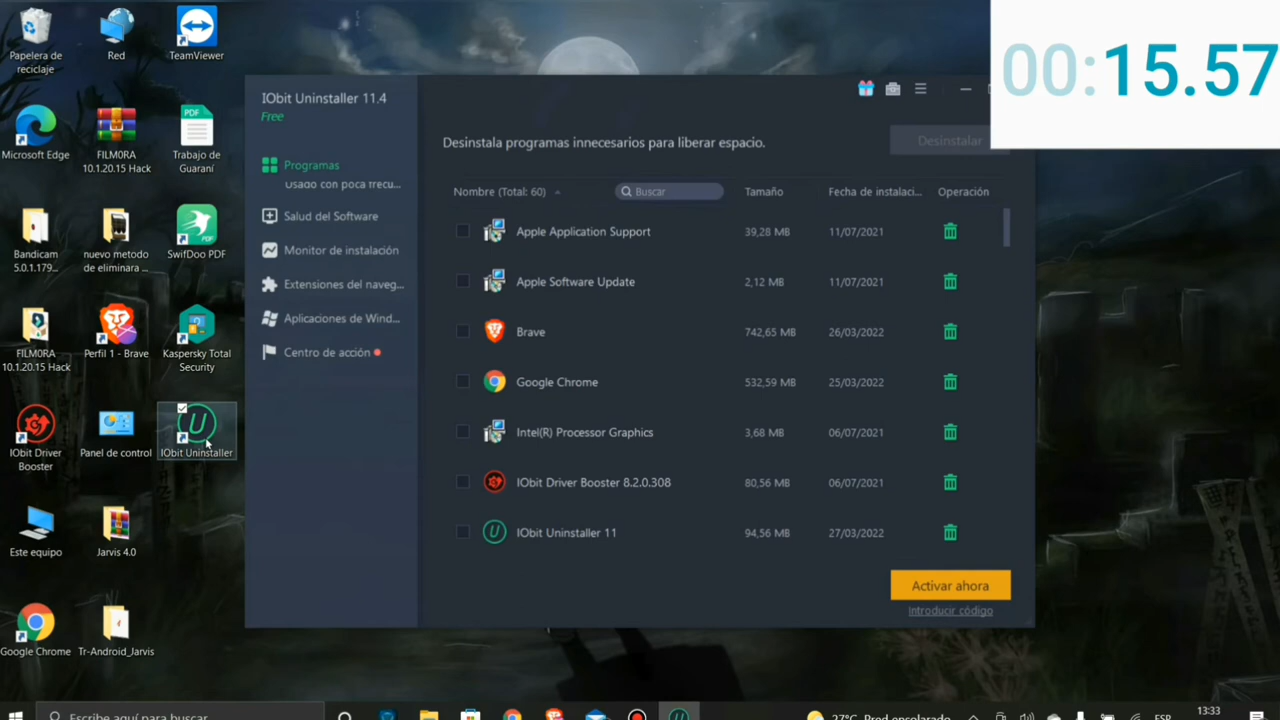 Papelera de
reciclaje
Red
TeamViewer
Microsoft Edge
FILM0RA
10.1.20.15 Hack
PDF
Trabajo de
Guaraní
Bandicam
5.0.1.179...
nuevo metodo
de eliminara ...
SwifDoo PDF
FILM0RA
10.1.20.15 Hack
Perfil 1 - Brave
Kaspersky Total
Security
IObit Driver
Booster
Panel de control
IObit Uninstaller
Este equipo
Jarvis 4.0
Google Chrome
Tr-Android_Jarvis
IObit Uninstaller 11.4
Free
Programas
Salud del Software
Monitor de instalación
Extensiones del naveg...
Aplicaciones de Wind...
Centro de acción
00:15.57
Desinstala programas innecesarios para liberar espacio.
Desinstalar
Nombre (Total: 60)
Buscar
Tamaño
Fecha de instalaci...
Operación
Apple Application Support
39,28 MB
11/07/2021
Apple Software Update
2,12 MB
11/07/2021
Brave
742,65 MB
26/03/2022
Google Chrome
532,59 MB
25/03/2022
Intel(R) Processor Graphics
3,68 MB
06/07/2021
IObit Driver Booster 8.2.0.308
80,56 MB
06/07/2021
IObit Uninstaller 11
94,56 MB
27/03/2022
Activar ahora
Introducir código
Escribe aquí para buscar
27°C Pred soleado
ESP
13:33